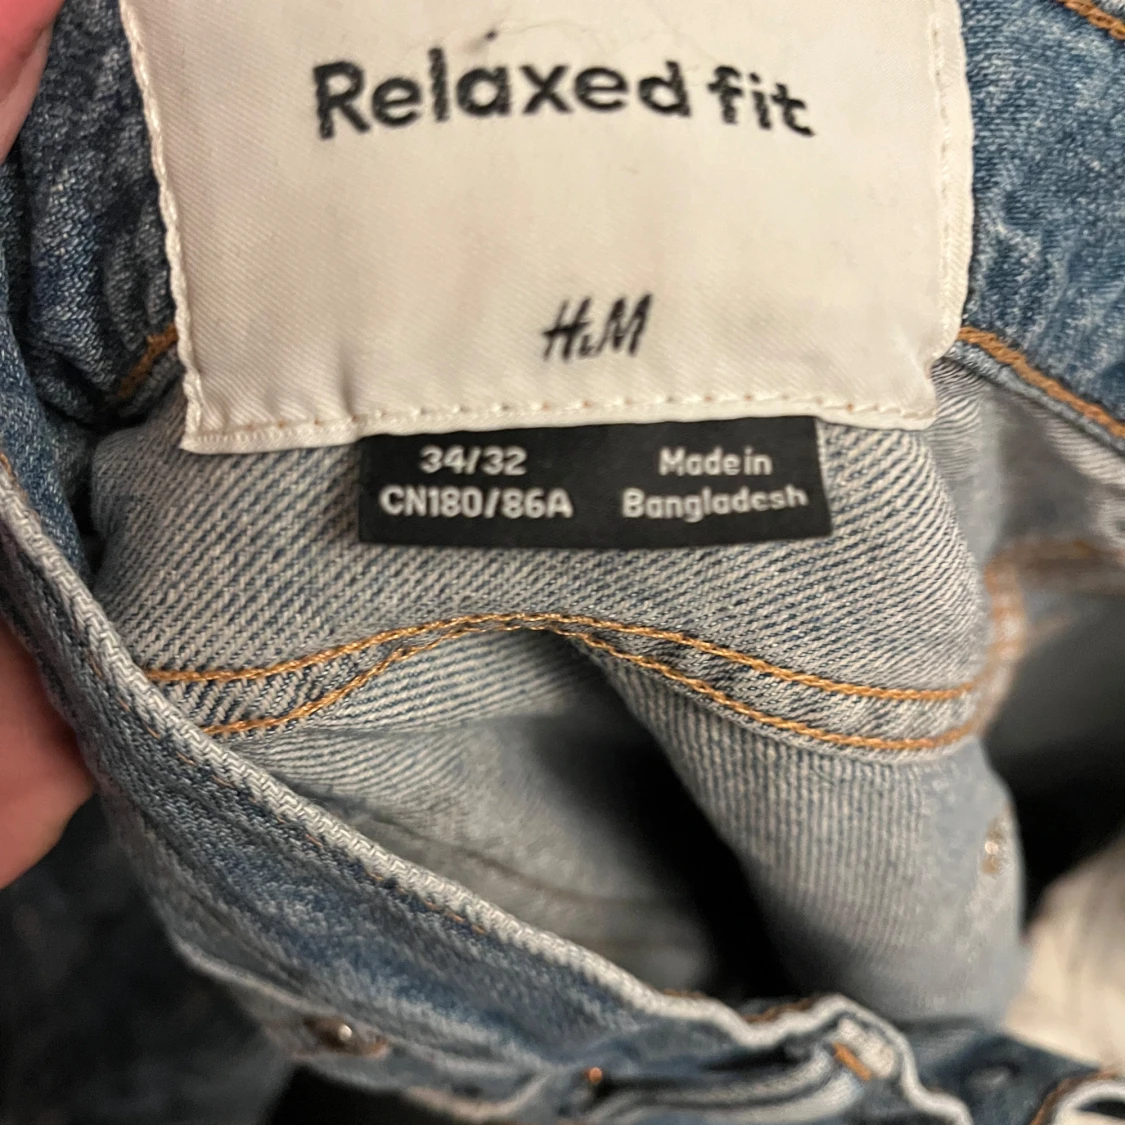 Relaxed fit
H&M
34/32
CN180/86A
Made in
Bangladesh